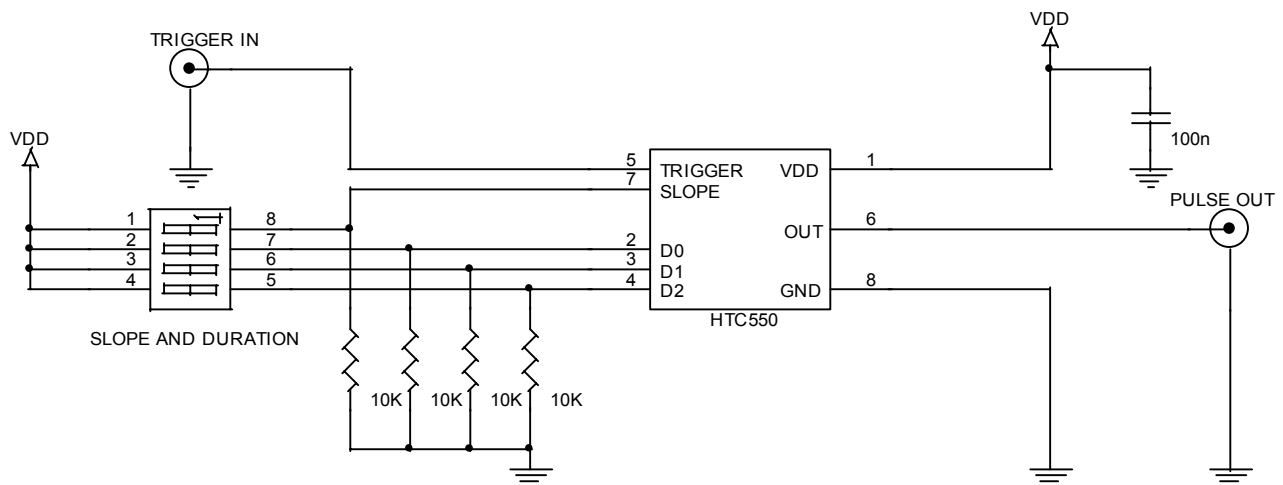 VDD
TRIGGER IN
VDD
100n
5 TRIGGER VDD 1
7 SLOPE
PULSE OUT
1 8
2 7
3 6
4 5
OUT 6
2 D0
3 D1
4 D2
GND 8
HTC550
SLOPE AND DURATION
10K 10K 10K 10K